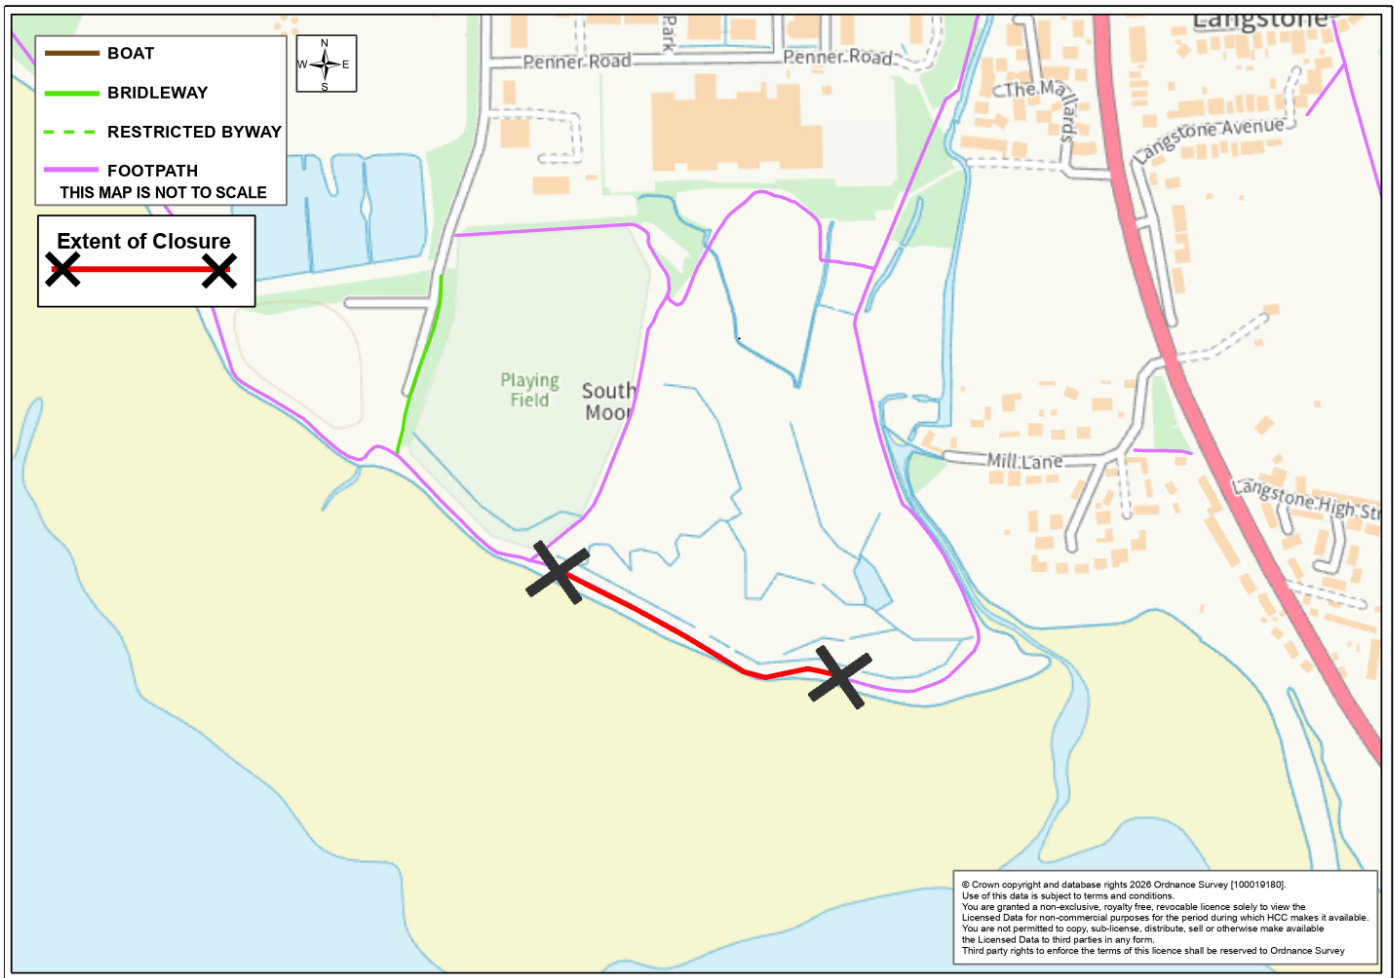 BOAT
BRIDLEWAY
RESTRICTED BYWAY
FOOTPATH
THIS MAP IS NOT TO SCALE
N
W E
S
Extent of Closure
Park
Penner Road
Penner Road
Langstone
The Mallards
Langstone Avenue
Playing
Field
South
Moor
Mill Lane
Langstone High Str
© Crown copyright and database rights 2026 Ordnance Survey [100019180].
Use of this data is subject to terms and conditions.
You are granted a non-exclusive, royalty free, revocable licence solely to view the
Licensed Data for non-commercial purposes for the period during which HCC makes it available.
You are not permitted to copy, sub-license, distribute, sell or otherwise make available
the Licensed Data to third parties in any form.
Third party rights to enforce the terms of this licence shall be reserved to Ordnance Survey